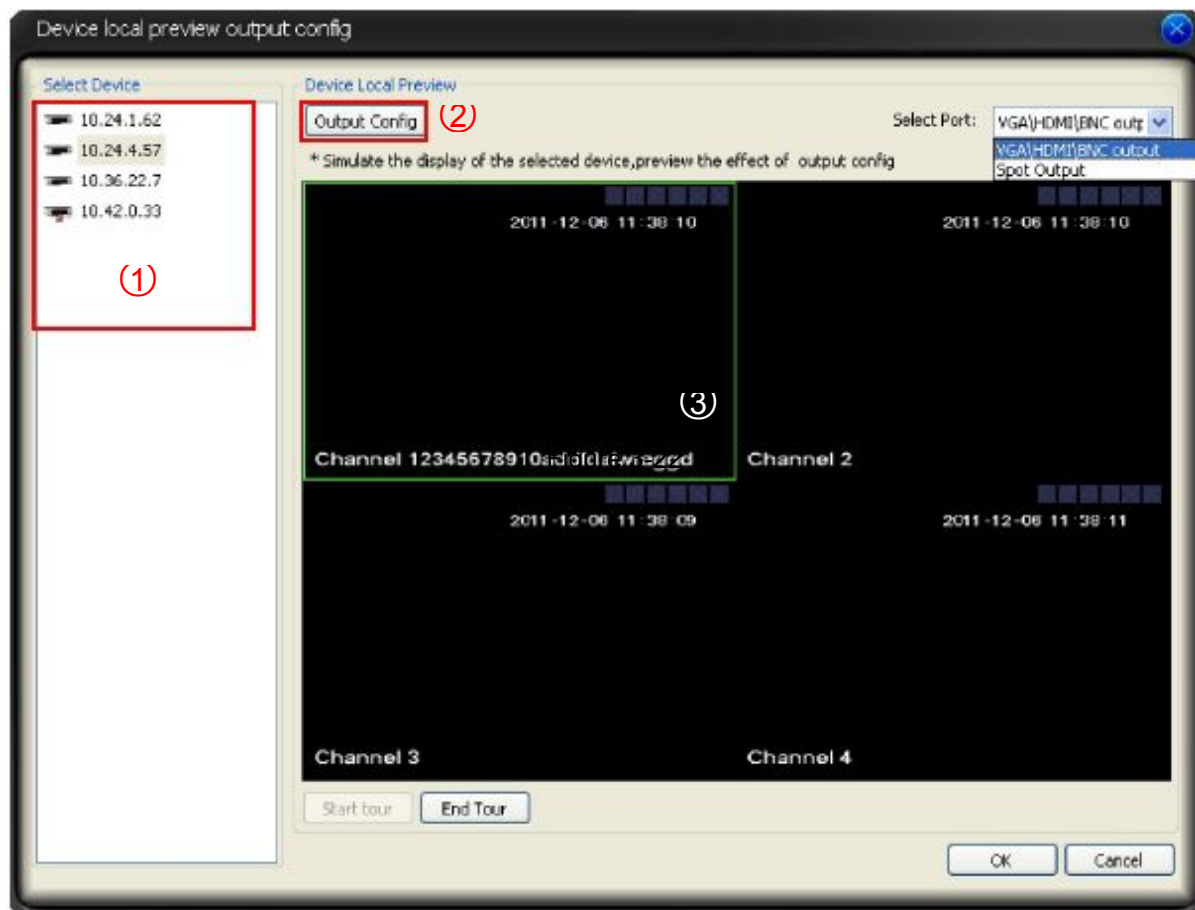 Device local preview output config
Select Device
10.24.1.62
10.24.4.57
10.36.22.7
10.42.0.33
①
Device Local Preview
Output Config
②
Select Port:
VGA\HDMI\BNC outp
VGA\HDMI\BNC output
Spot Output
* Simulate the display of the selected device,preview the effect of output config
2011-12-06 11:38:10
2011-12-06 11:38:10
③
Channel
Channel 2
2011-12-06 11:38:09
2011-12-06 11:38:11
Channel 3
Channel 4
Start tour
End Tour
OK
Cancel